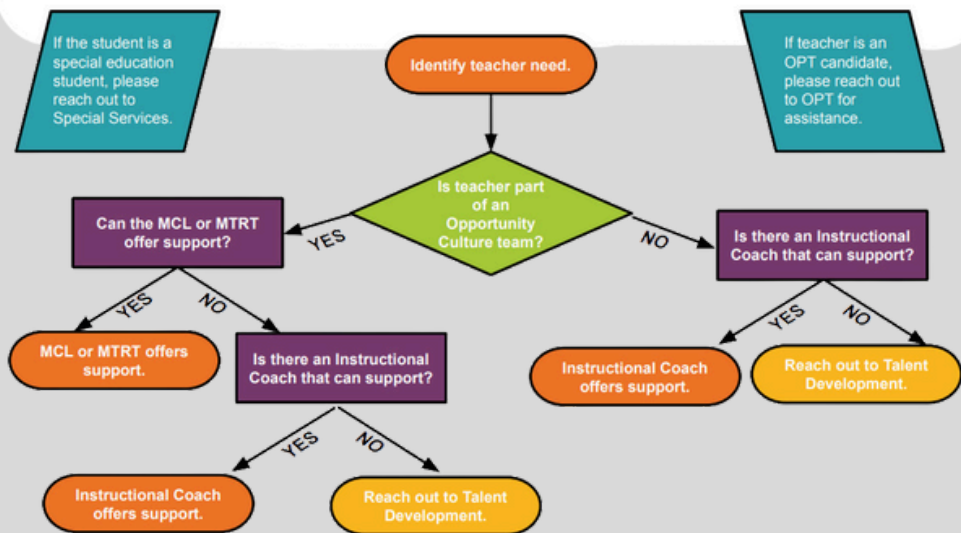 If the student is a
special education
student, please
reach out to
Special Services.
Identify teacher need.
If teacher is an
OPT candidate,
please reach out
to OPT for
assistance.
Is teacher part
of an
Opportunity
Culture team?
YES
NO
Can the MCL or MTRT
offer support?
Is there an Instructional
Coach that can support?
YES
NO
YES
NO
MCL or MTRT offers
support.
Is there an Instructional
Coach that can support?
Instructional Coach
offers support.
Reach out to Talent
Development.
YES
NO
Instructional Coach
offers support.
Reach out to Talent
Development.